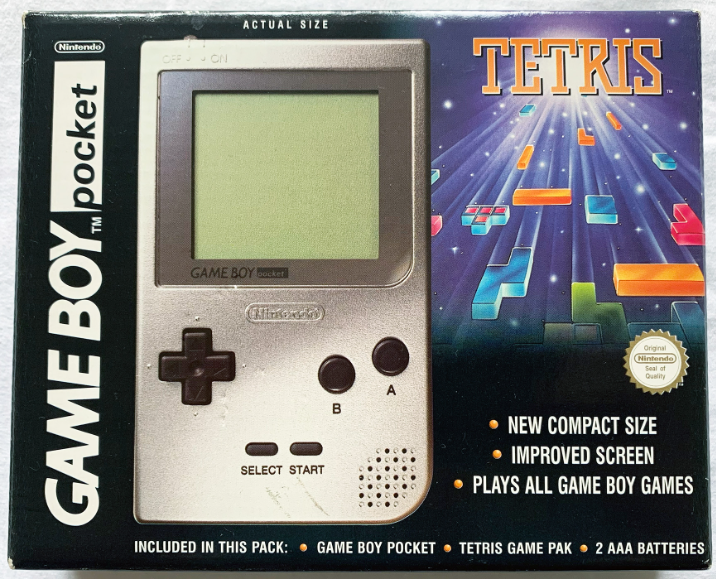 ACTUAL SIZE
Nintendo
GAME BOY™ pocket
OFF ON
GAME BOY pocket
Nintendo
B
A
SELECT START
TETRIS™
Original
Nintendo
Seal of
Quality
• NEW COMPACT SIZE
• IMPROVED SCREEN
• PLAYS ALL GAME BOY GAMES
INCLUDED IN THIS PACK: • GAME BOY POCKET • TETRIS GAME PAK • 2 AAA BATTERIES